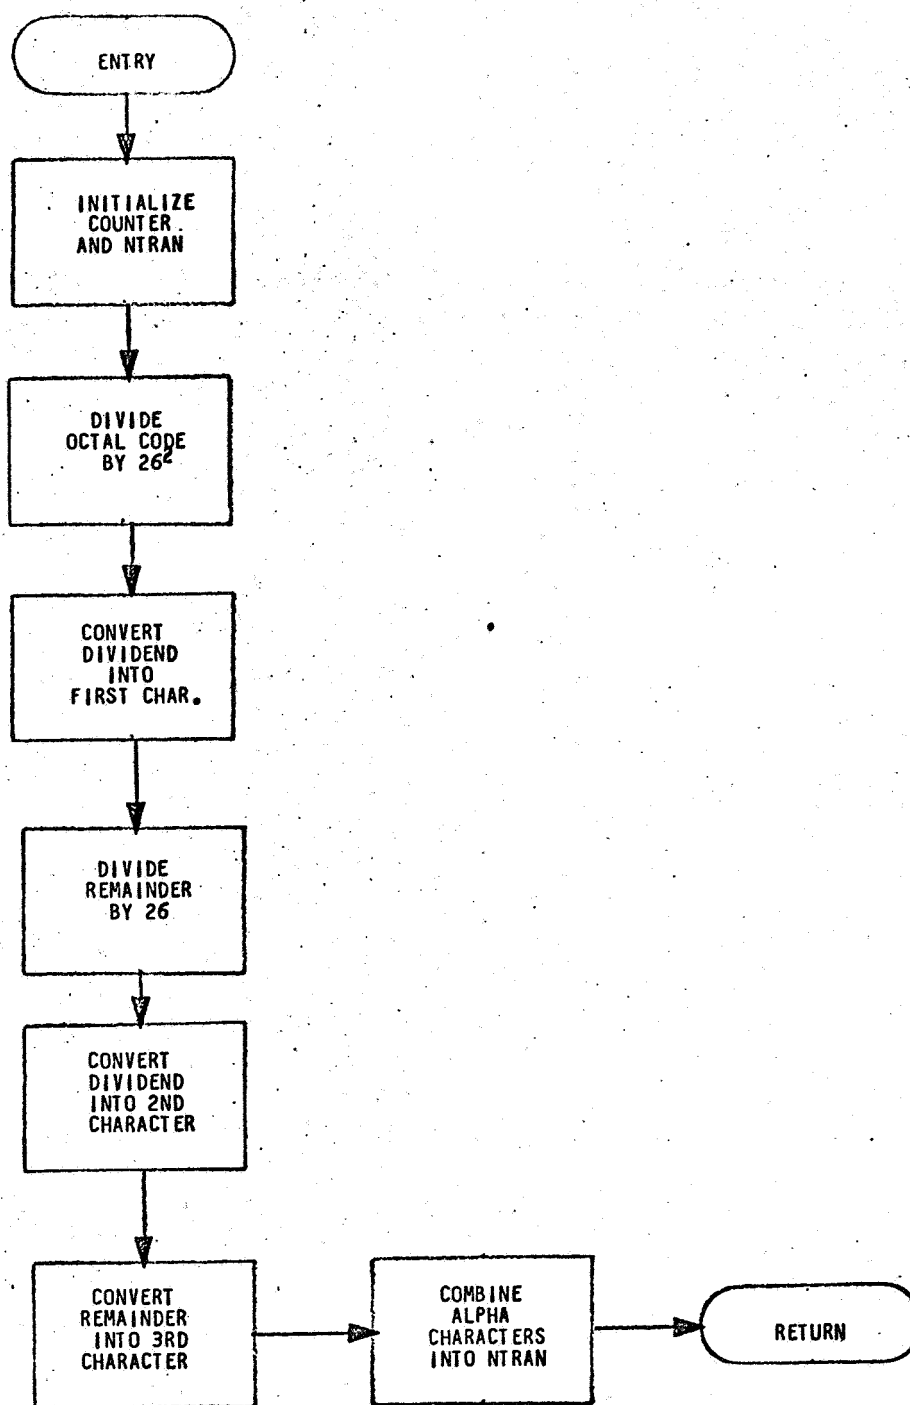 ENTRY
INITIALIZE
COUNTER
AND NTRAN
DIVIDE
OCTAL CODE
BY 26²
CONVERT
DIVIDEND
INTO
FIRST CHAR.
DIVIDE
REMAINDER
BY 26
CONVERT
DIVIDEND
INTO 2ND
CHARACTER
CONVERT
REMAINDER
INTO 3RD
CHARACTER
COMBINE
ALPHA
CHARACTERS
INTO NTRAN
RETURN